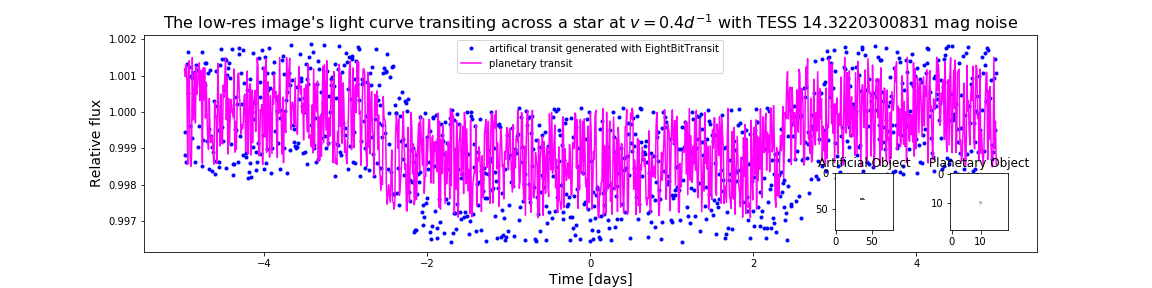 The low-res image's light curve transiting across a star at v = 0.4d⁻¹ with TESS 14.3220300831 mag noise
artifical transit generated with EightBitTransit
planetary transit
Relative flux
1.002
1.001
1.000
0.999
0.998
0.997
Artificial Object
0
50
0 50
Planetary Object
0
10
0 10
−4 −2 0 2 4
Time [days]